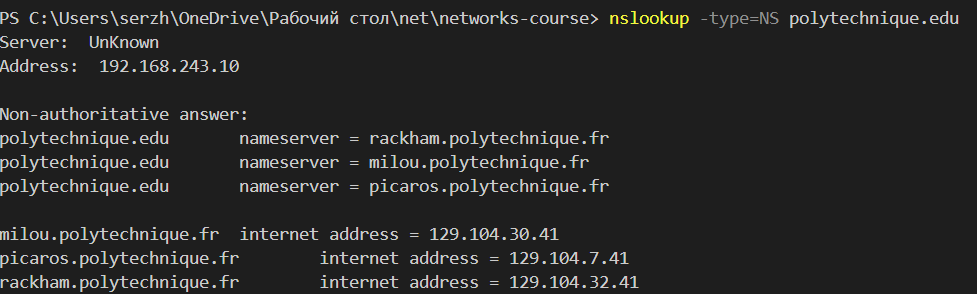 PS C:\Users\serzh\OneDrive\Рабочий стол\net\networks-course> nslookup -type=NS polytechnique.edu
Server:  UnKnown
Address:  192.168.243.10

Non-authoritative answer:
polytechnique.edu       nameserver = rackham.polytechnique.fr
polytechnique.edu       nameserver = milou.polytechnique.fr
polytechnique.edu       nameserver = picaros.polytechnique.fr

milou.polytechnique.fr  internet address = 129.104.30.41
picaros.polytechnique.fr        internet address = 129.104.7.41
rackham.polytechnique.fr        internet address = 129.104.32.41